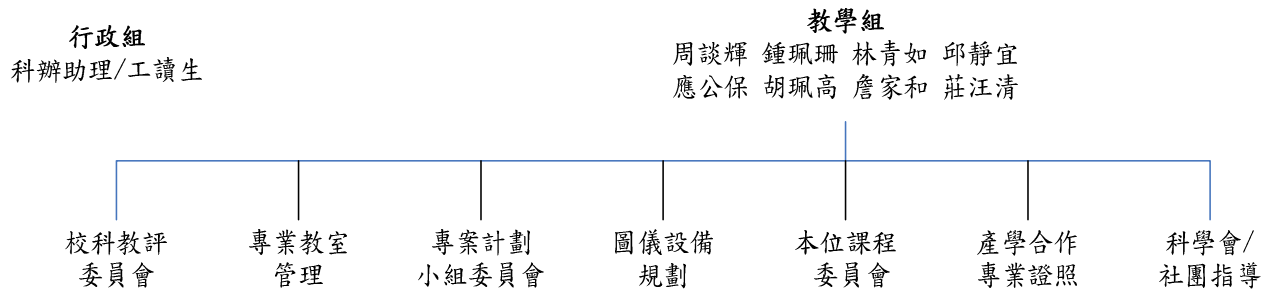 行政組
科辦助理/工讀生
教學組
周談輝 鍾珮珊 林青如 邱靜宜
應公保 胡珮高 詹家和 莊汪清
校科教評
委員會
專業教室
管理
專案計劃
小組委員會
圖儀設備
規劃
本位課程
委員會
產學合作
專業證照
科學會/
社團指導